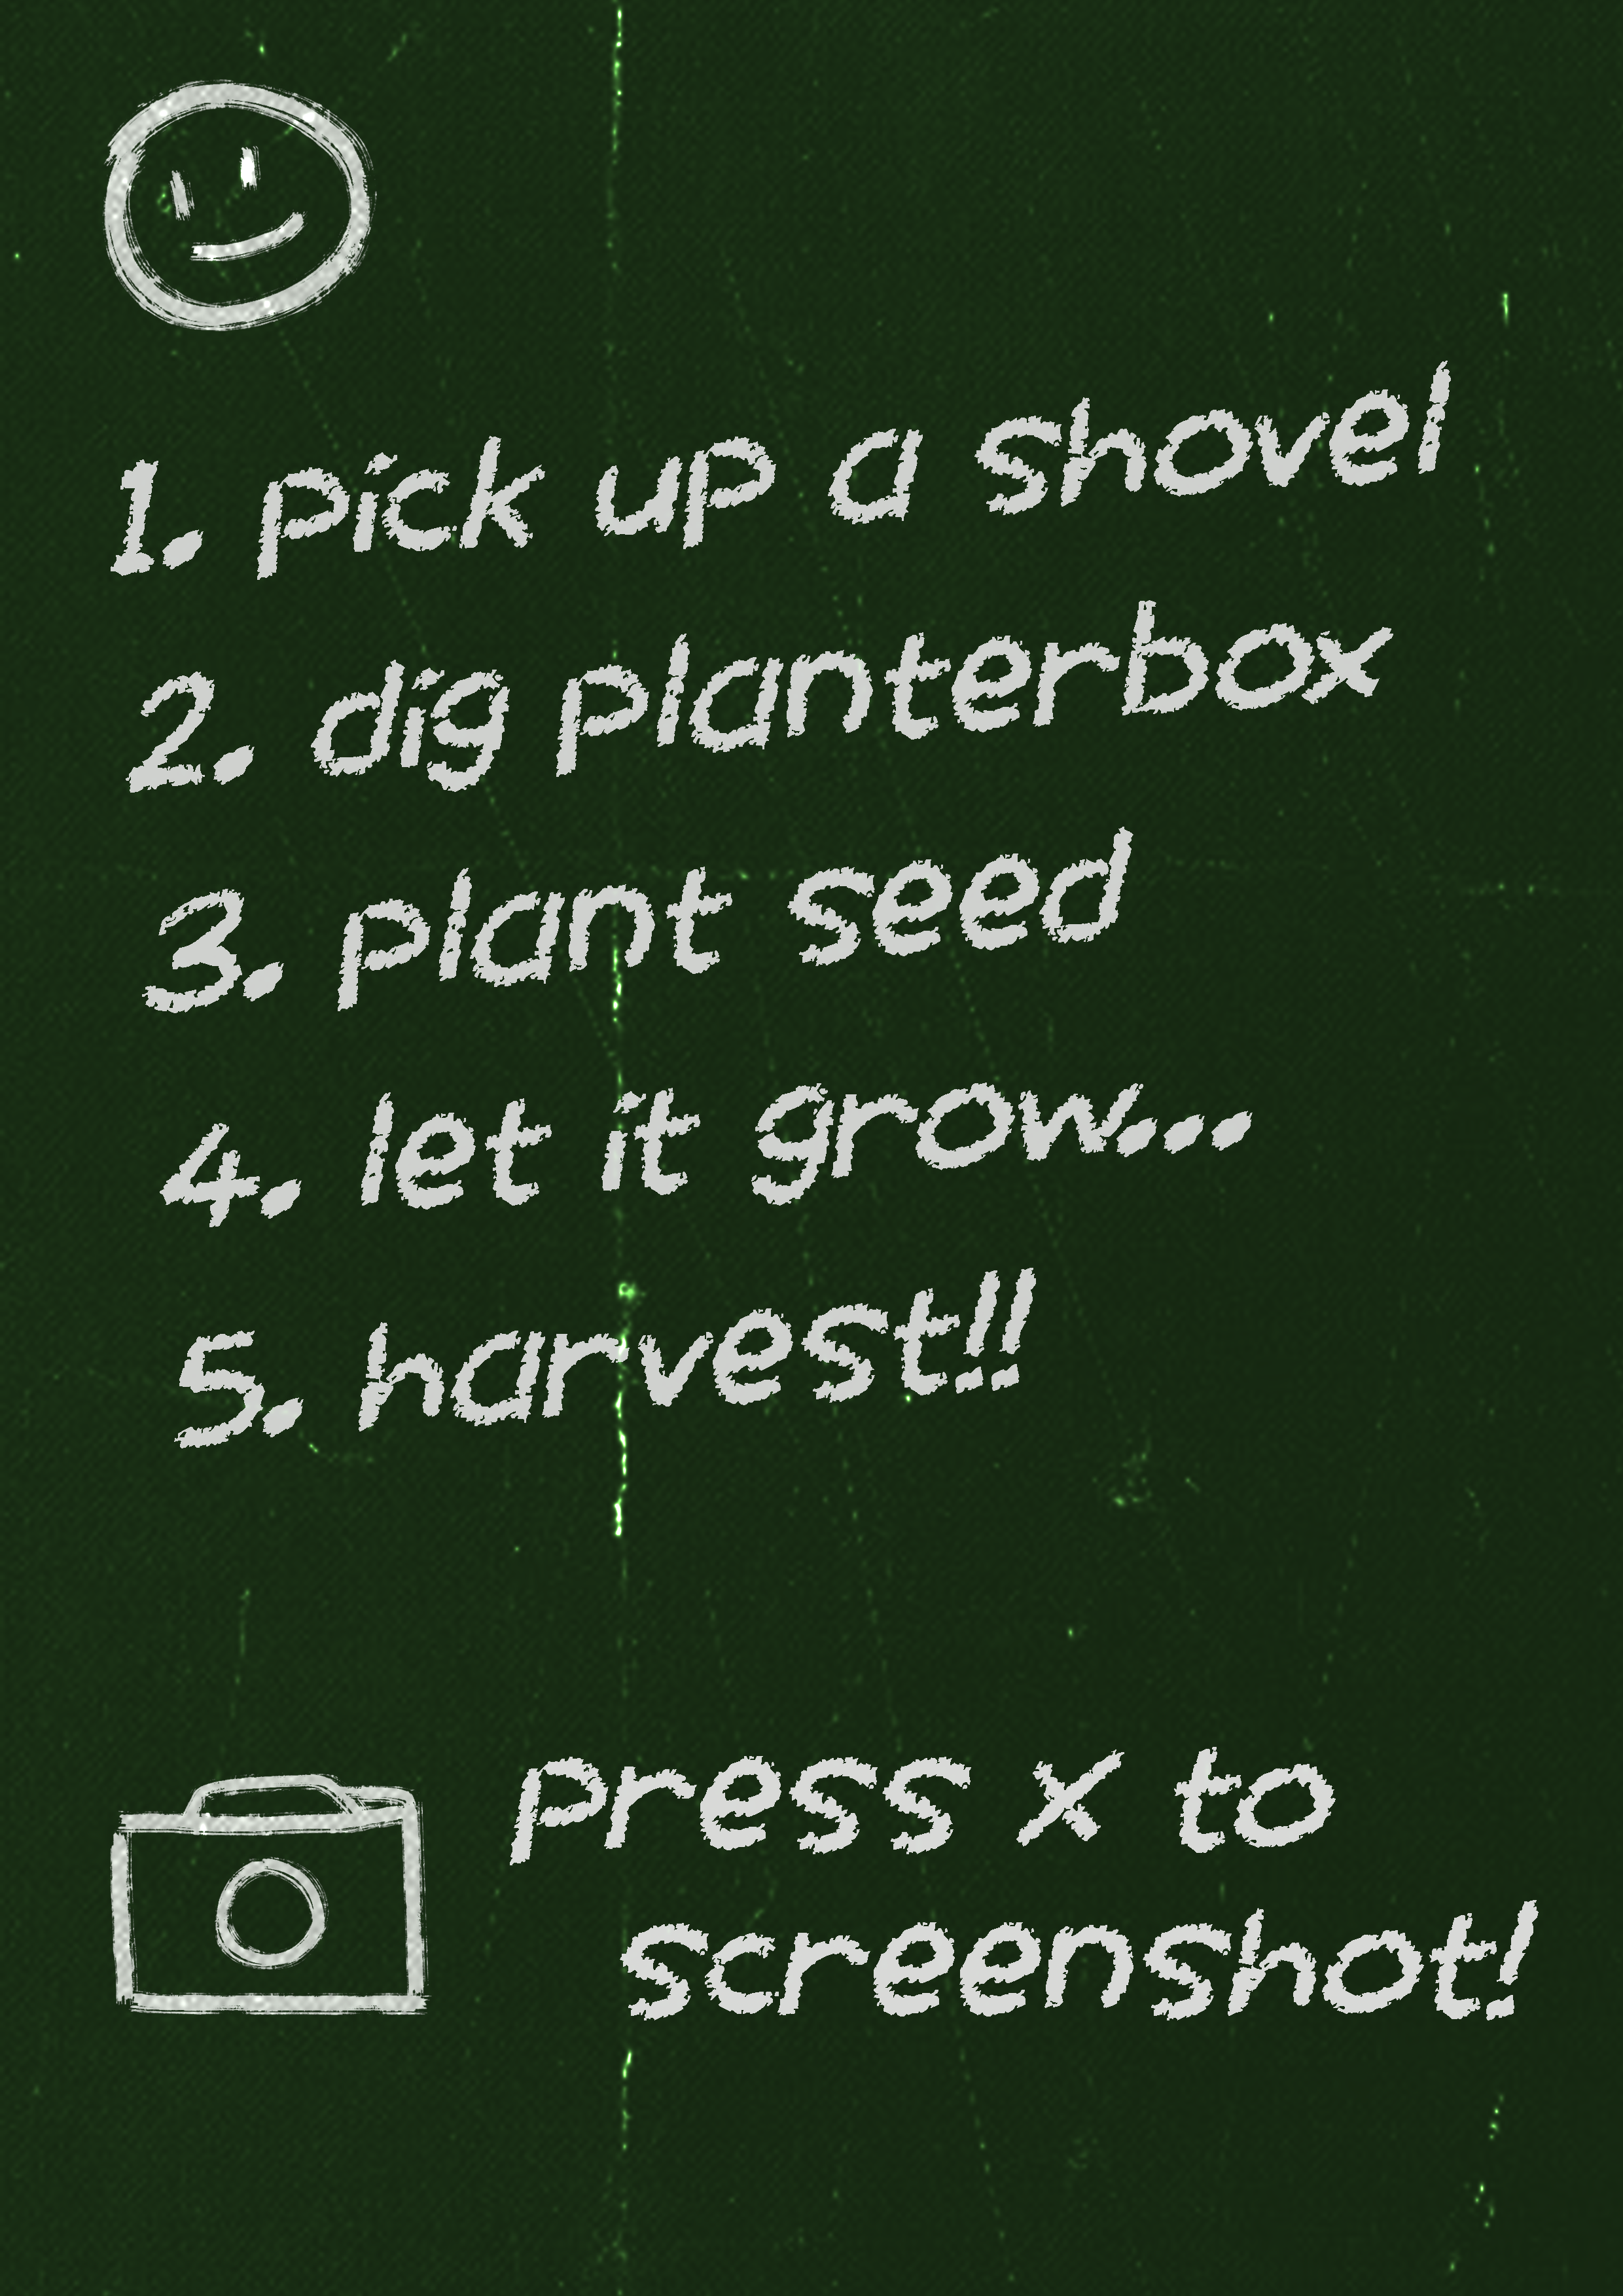 1. pick up a shovel
2. dig planterbox
3. plant seed
4. let it grow...
5. harvest!!
press x to
screenshot!